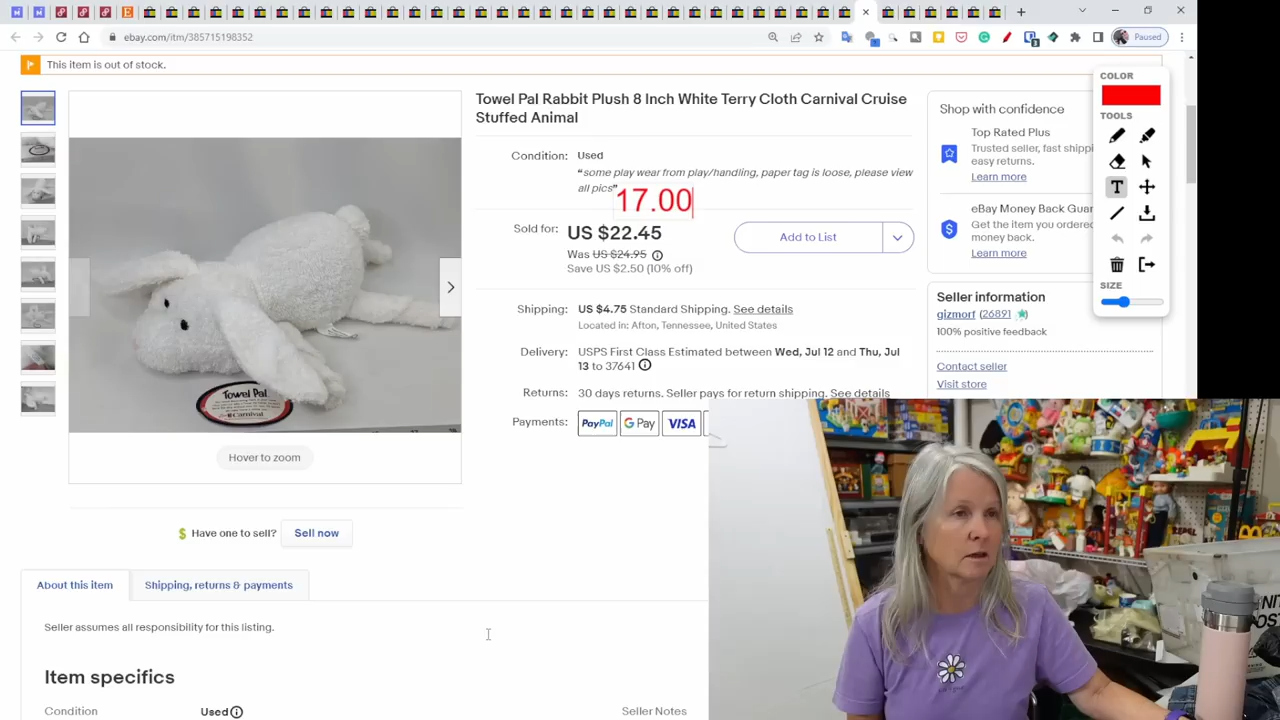 ebay.com/itm/385715198352
Paused
This item is out of stock.
Towel Pal Rabbit Plush 8 Inch White Terry Cloth Carnival Cruise
Stuffed Animal
Condition: Used
“some play wear from play/handling, paper tag is loose, please view
all pics”
17.00
Sold for: US $22.45
Was US $24.95
Save US $2.50 (10% off)
Add to List
Shipping: US $4.75 Standard Shipping. See details
Located in: Afton, Tennessee, United States
Delivery: USPS First Class Estimated between Wed, Jul 12 and Thu, Jul
13 to 37641
Returns: 30 days returns. Seller pays for return shipping. See details
Payments: PayPal G Pay VISA
Towel Pal
Carnival
Hover to zoom
Have one to sell? Sell now
About this item
Shipping, returns & payments
Seller assumes all responsibility for this listing.
Item specifics
Condition
Used
Seller Notes
Shop with confidence
Top Rated Plus
Trusted seller, fast shippi
easy returns.
Learn more
eBay Money Back Guar
Get the item you ordered
money back.
Learn more
Seller information
gizmorf (26891
100% positive feedback
Contact seller
Visit store
COLOR
TOOLS
T
SIZE